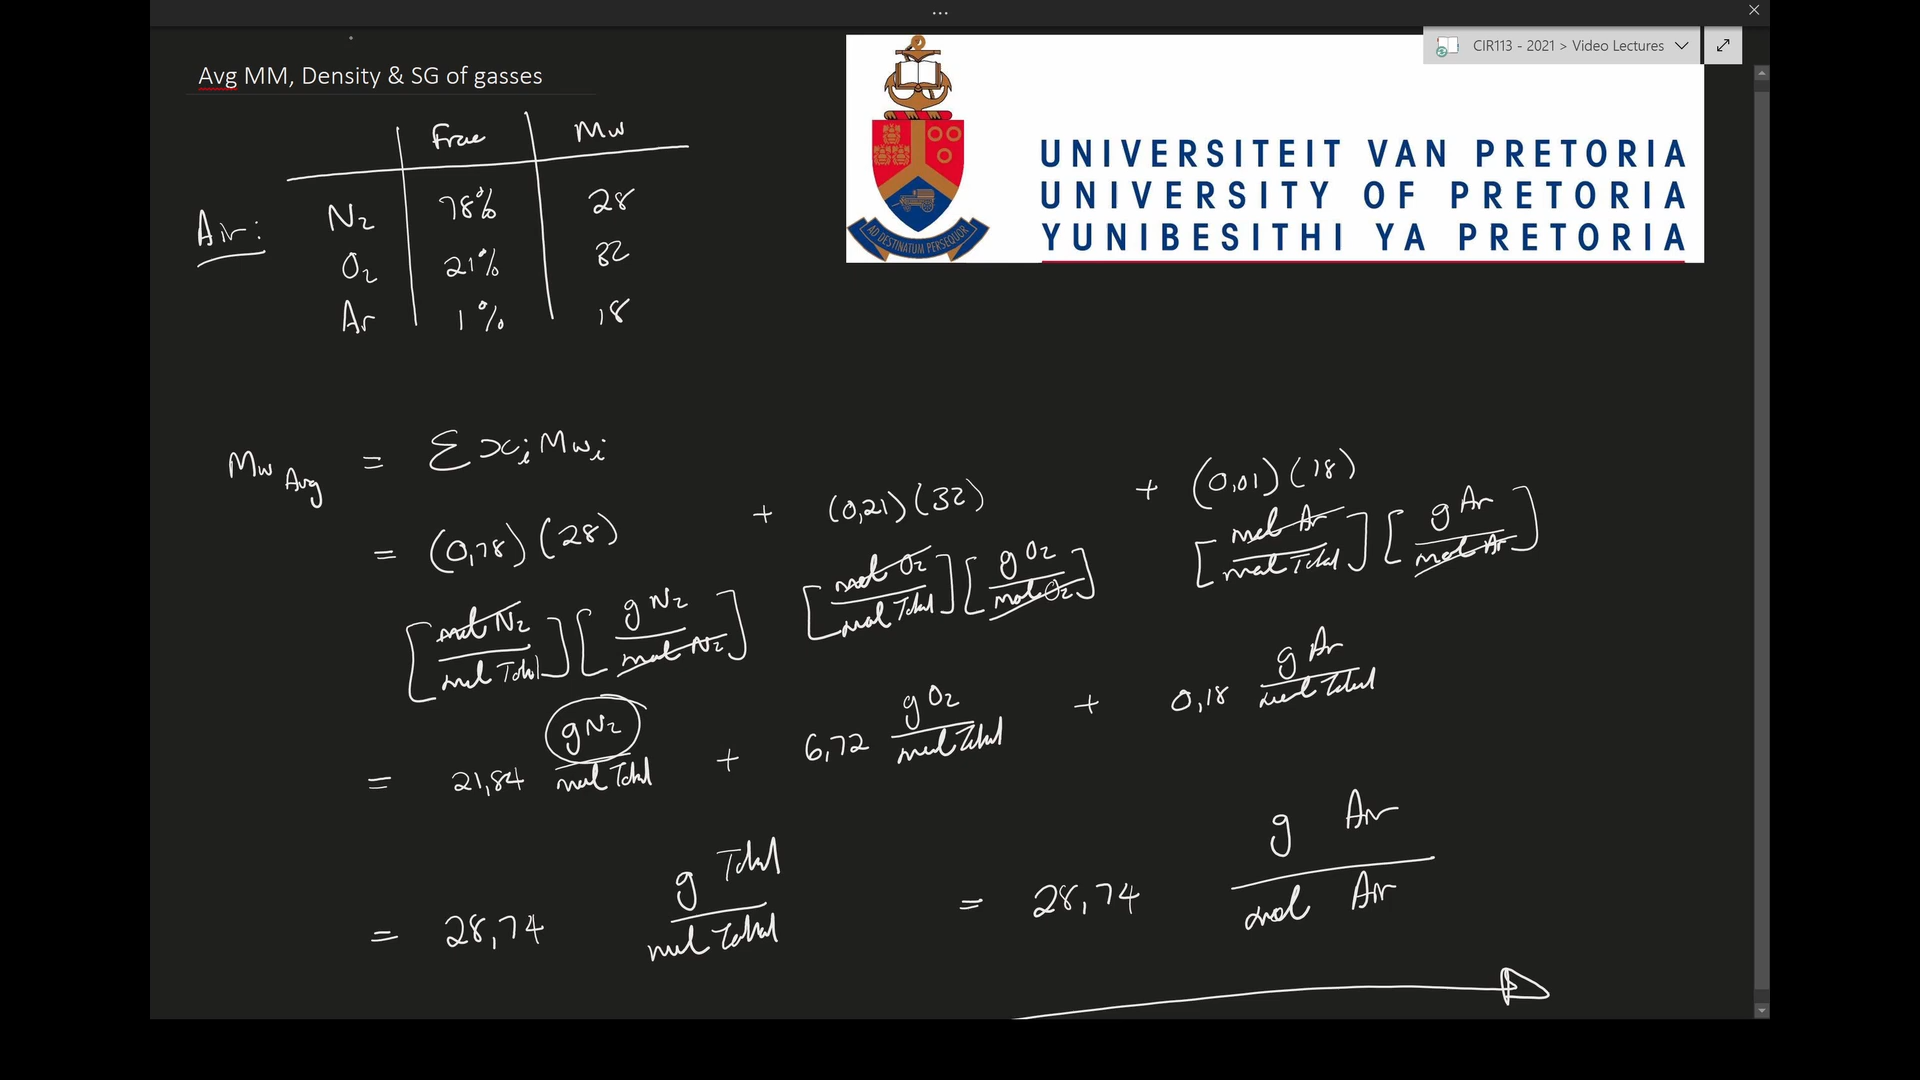 ...
CIR113 - 2021 > Video Lectures
Avg MM, Density & SG of gasses
UNIVERSITEIT VAN PRETORIA
UNIVERSITY OF PRETORIA
YUNIBESITHI YA PRETORIA
AD DESTINATUM PERSEQUOR
Frac Mw
Air: N2 78% 28
O2 21% 32
Ar 1% 18
Mw Avg = Σ xi Mwi
= (0,78)(28) + (0,21)(32) + (0,01)(18)
[mol N2 / mol Total] [g N2 / mol N2] [mol O2 / mol Total] [g O2 / mol O2] [mol Ar / mol Total] [g Ar / mol Ar]
= 21,84 g N2 / mol Total + 6,72 g O2 / mol Total + 0,18 g Ar / mol Total
= 28,74 g Total / mol Total = 28,74 g Air / mol Air